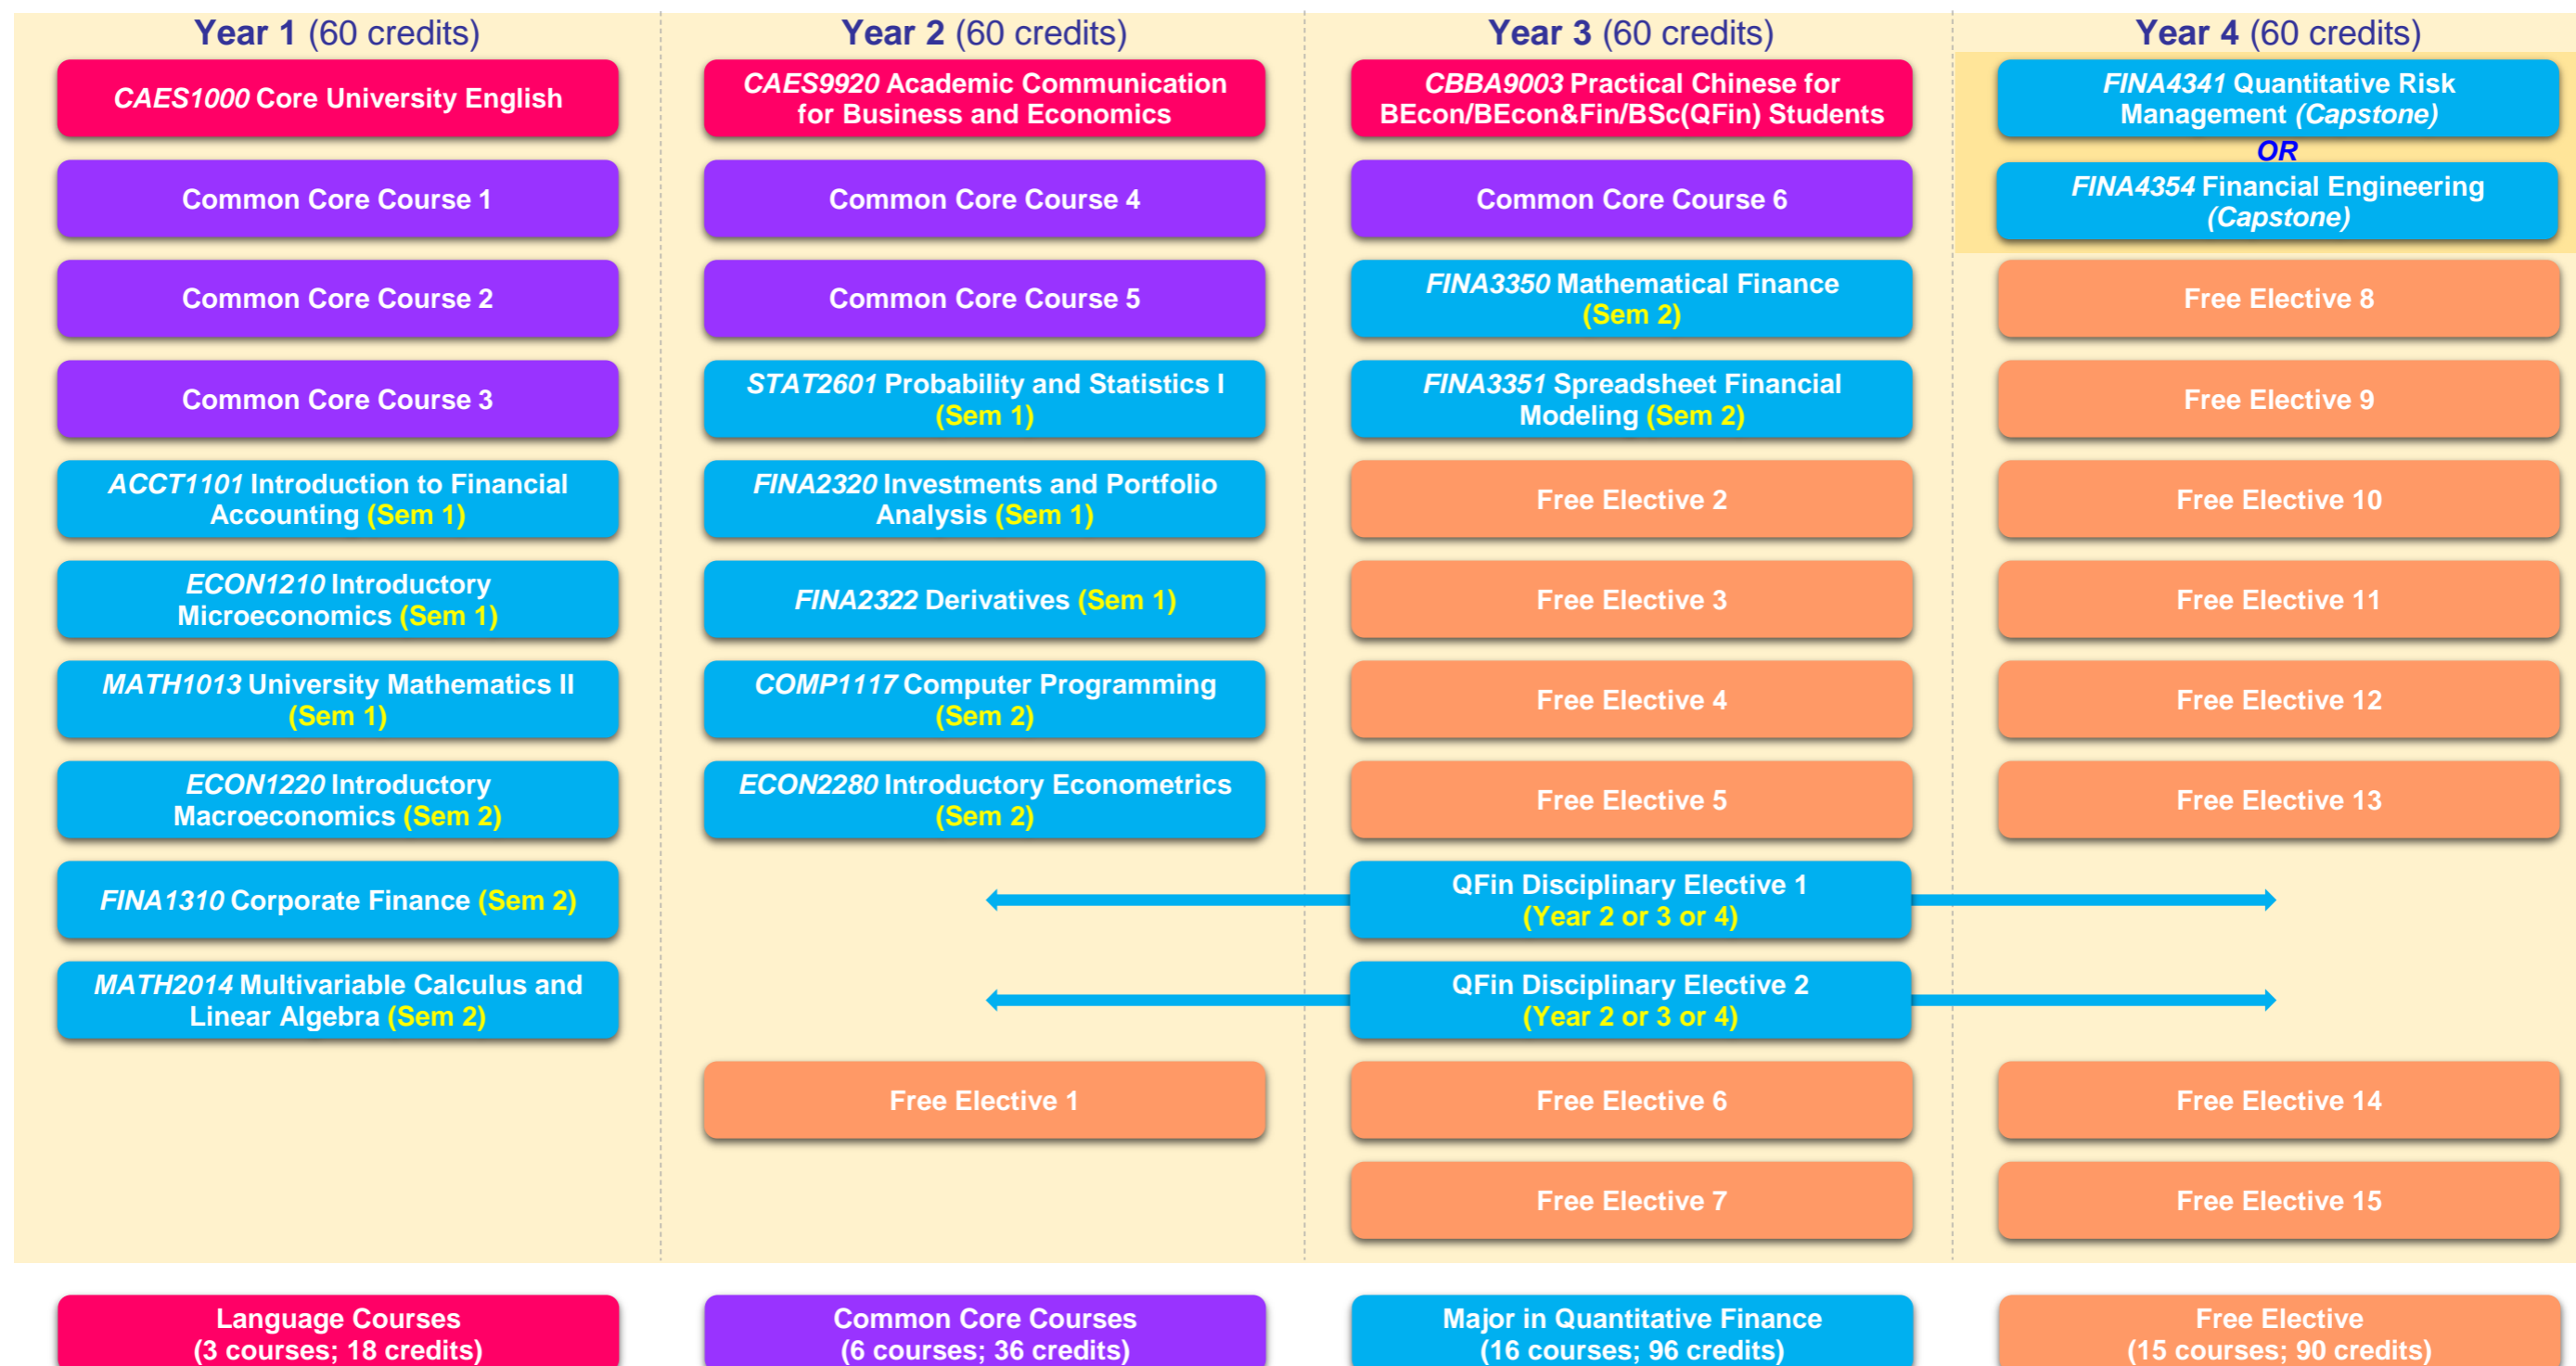 Year 1 (60 credits)
CAES1000 Core University English
Common Core Course 1
Common Core Course 2
Common Core Course 3
ACCT1101 Introduction to Financial
Accounting (Sem 1)
ECON1210 Introductory
Microeconomics (Sem 1)
MATH1013 University Mathematics II
(Sem 1)
ECON1220 Introductory
Macroeconomics (Sem 2)
FINA1310 Corporate Finance (Sem 2)
MATH2014 Multivariable Calculus and
Linear Algebra (Sem 2)
Year 2 (60 credits)
CAES9920 Academic Communication
for Business and Economics
Common Core Course 4
Common Core Course 5
STAT2601 Probability and Statistics I
(Sem 1)
FINA2320 Investments and Portfolio
Analysis (Sem 1)
FINA2322 Derivatives (Sem 1)
COMP1117 Computer Programming
(Sem 2)
ECON2280 Introductory Econometrics
(Sem 2)
Free Elective 1
Year 3 (60 credits)
CBBA9003 Practical Chinese for
BEcon/BEcon&Fin/BSc(QFin) Students
Common Core Course 6
FINA3350 Mathematical Finance
(Sem 2)
FINA3351 Spreadsheet Financial
Modeling (Sem 2)
Free Elective 2
Free Elective 3
Free Elective 4
Free Elective 5
QFin Disciplinary Elective 1
(Year 2 or 3 or 4)
QFin Disciplinary Elective 2
(Year 2 or 3 or 4)
Free Elective 6
Free Elective 7
Year 4 (60 credits)
FINA4341 Quantitative Risk
Management (Capstone)
OR
FINA4354 Financial Engineering
(Capstone)
Free Elective 8
Free Elective 9
Free Elective 10
Free Elective 11
Free Elective 12
Free Elective 13
Free Elective 14
Free Elective 15
Language Courses
(3 courses; 18 credits)
Common Core Courses
(6 courses; 36 credits)
Major in Quantitative Finance
(16 courses; 96 credits)
Free Elective
(15 courses; 90 credits)